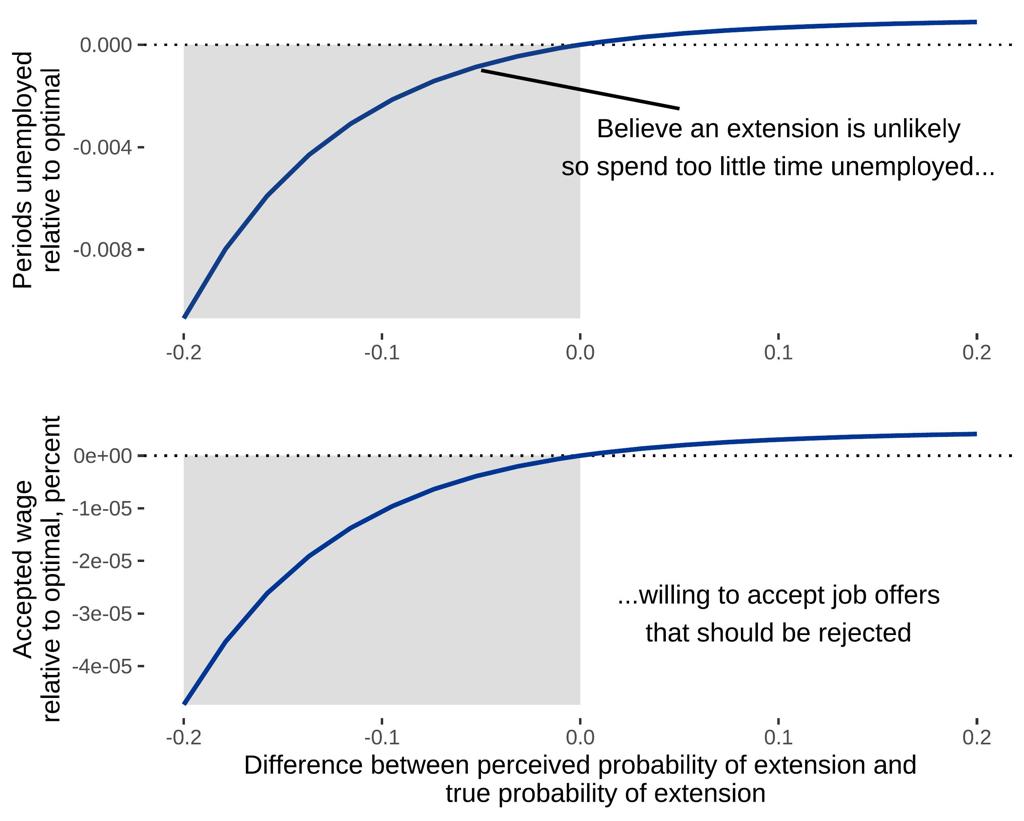 Periods unemployed
relative to optimal
0.000
-0.004
-0.008
Believe an extension is unlikely
so spend too little time unemployed...
-0.2
-0.1
0.0
0.1
0.2
Accepted wage
relative to optimal, percent
0e+00
-1e-05
-2e-05
-3e-05
-4e-05
...willing to accept job offers
that should be rejected
-0.2
-0.1
0.0
0.1
0.2
Difference between perceived probability of extension and
true probability of extension